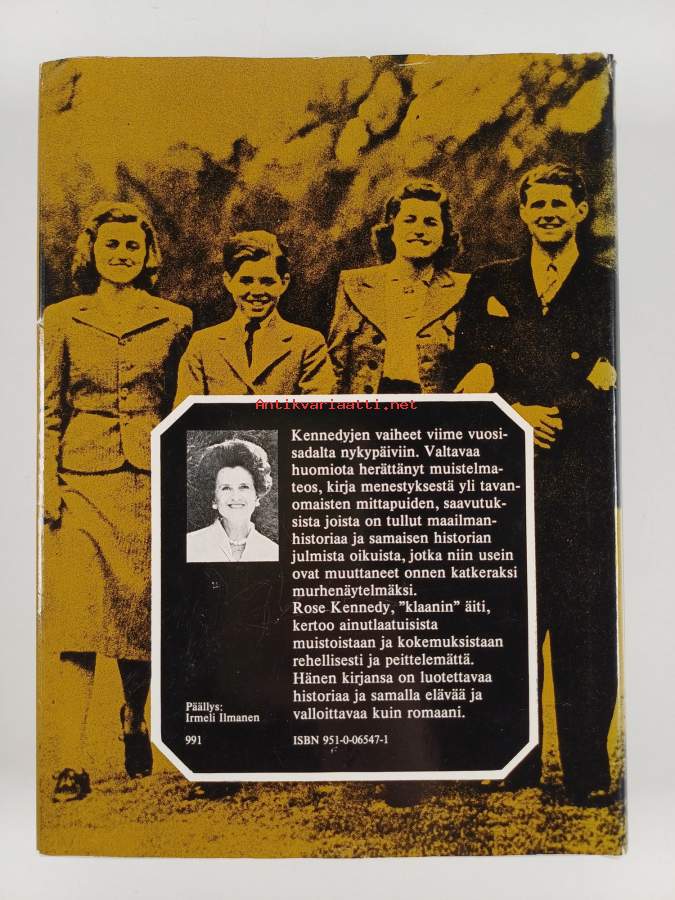 Antikvariaatti.net
Kennedyjen vaiheet viime vuosi-
sadalta nykypäiviin. Valtavaa
huomiota herättänyt muistelma-
teos, kirja menestyksestä yli tavan-
omaisten mittapuiden, saavutuk-
sista joista on tullut maailman-
historiaa ja samaisen historian
julmista oikuista, jotka niin usein
ovat muuttaneet onnen katkeraksi
murhenäytelmäksi.
Rose Kennedy, ”klaanin” äiti,
kertoo ainutlaatuisista
muistoistaan ja kokemuksistaan
rehellisesti ja peittelemättä.
Hänen kirjansa on luotettavaa
historiaa ja samalla elävää ja
valloittavaa kuin romaani.
Päällys:
Irmeli Ilmanen
991
ISBN 951-0-06547-1